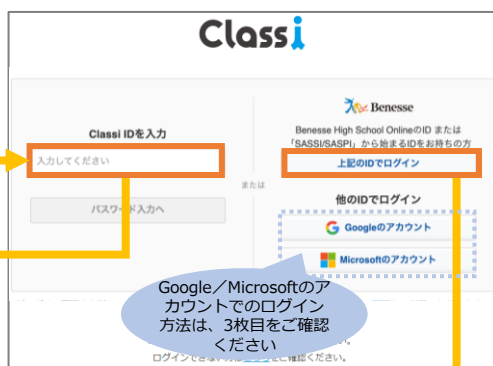 Classi
Benesse
Classi IDを入力
入力してください
パスワード入力へ
または
Benesse High School OnlineのID または
「SASSI/SASPI」から始まるIDをお持ちの方
上記のIDでログイン
他のIDでログイン
Googleのアカウント
Microsoftのアカウント
Google／Microsoftのア
カウントでのログイン
方法は、3枚目をご確認
ください
ログインできない
ご確認ください。